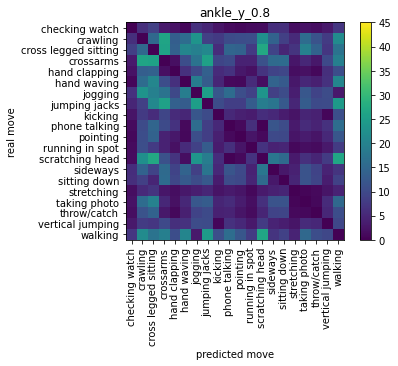 ankle_y_0.8
real move
checking watch
crawling
cross legged sitting
crossarms
hand clapping
hand waving
jogging
jumping jacks
kicking
phone talking
pointing
running in spot
scratching head
sideways
sitting down
stretching
taking photo
throw/catch
vertical jumping
walking
checking watch
crawling
cross legged sitting
crossarms
hand clapping
hand waving
jogging
jumping jacks
kicking
phone talking
pointing
running in spot
scratching head
sideways
sitting down
stretching
taking photo
throw/catch
vertical jumping
walking
predicted move
45
40
35
30
25
20
15
10
5
0